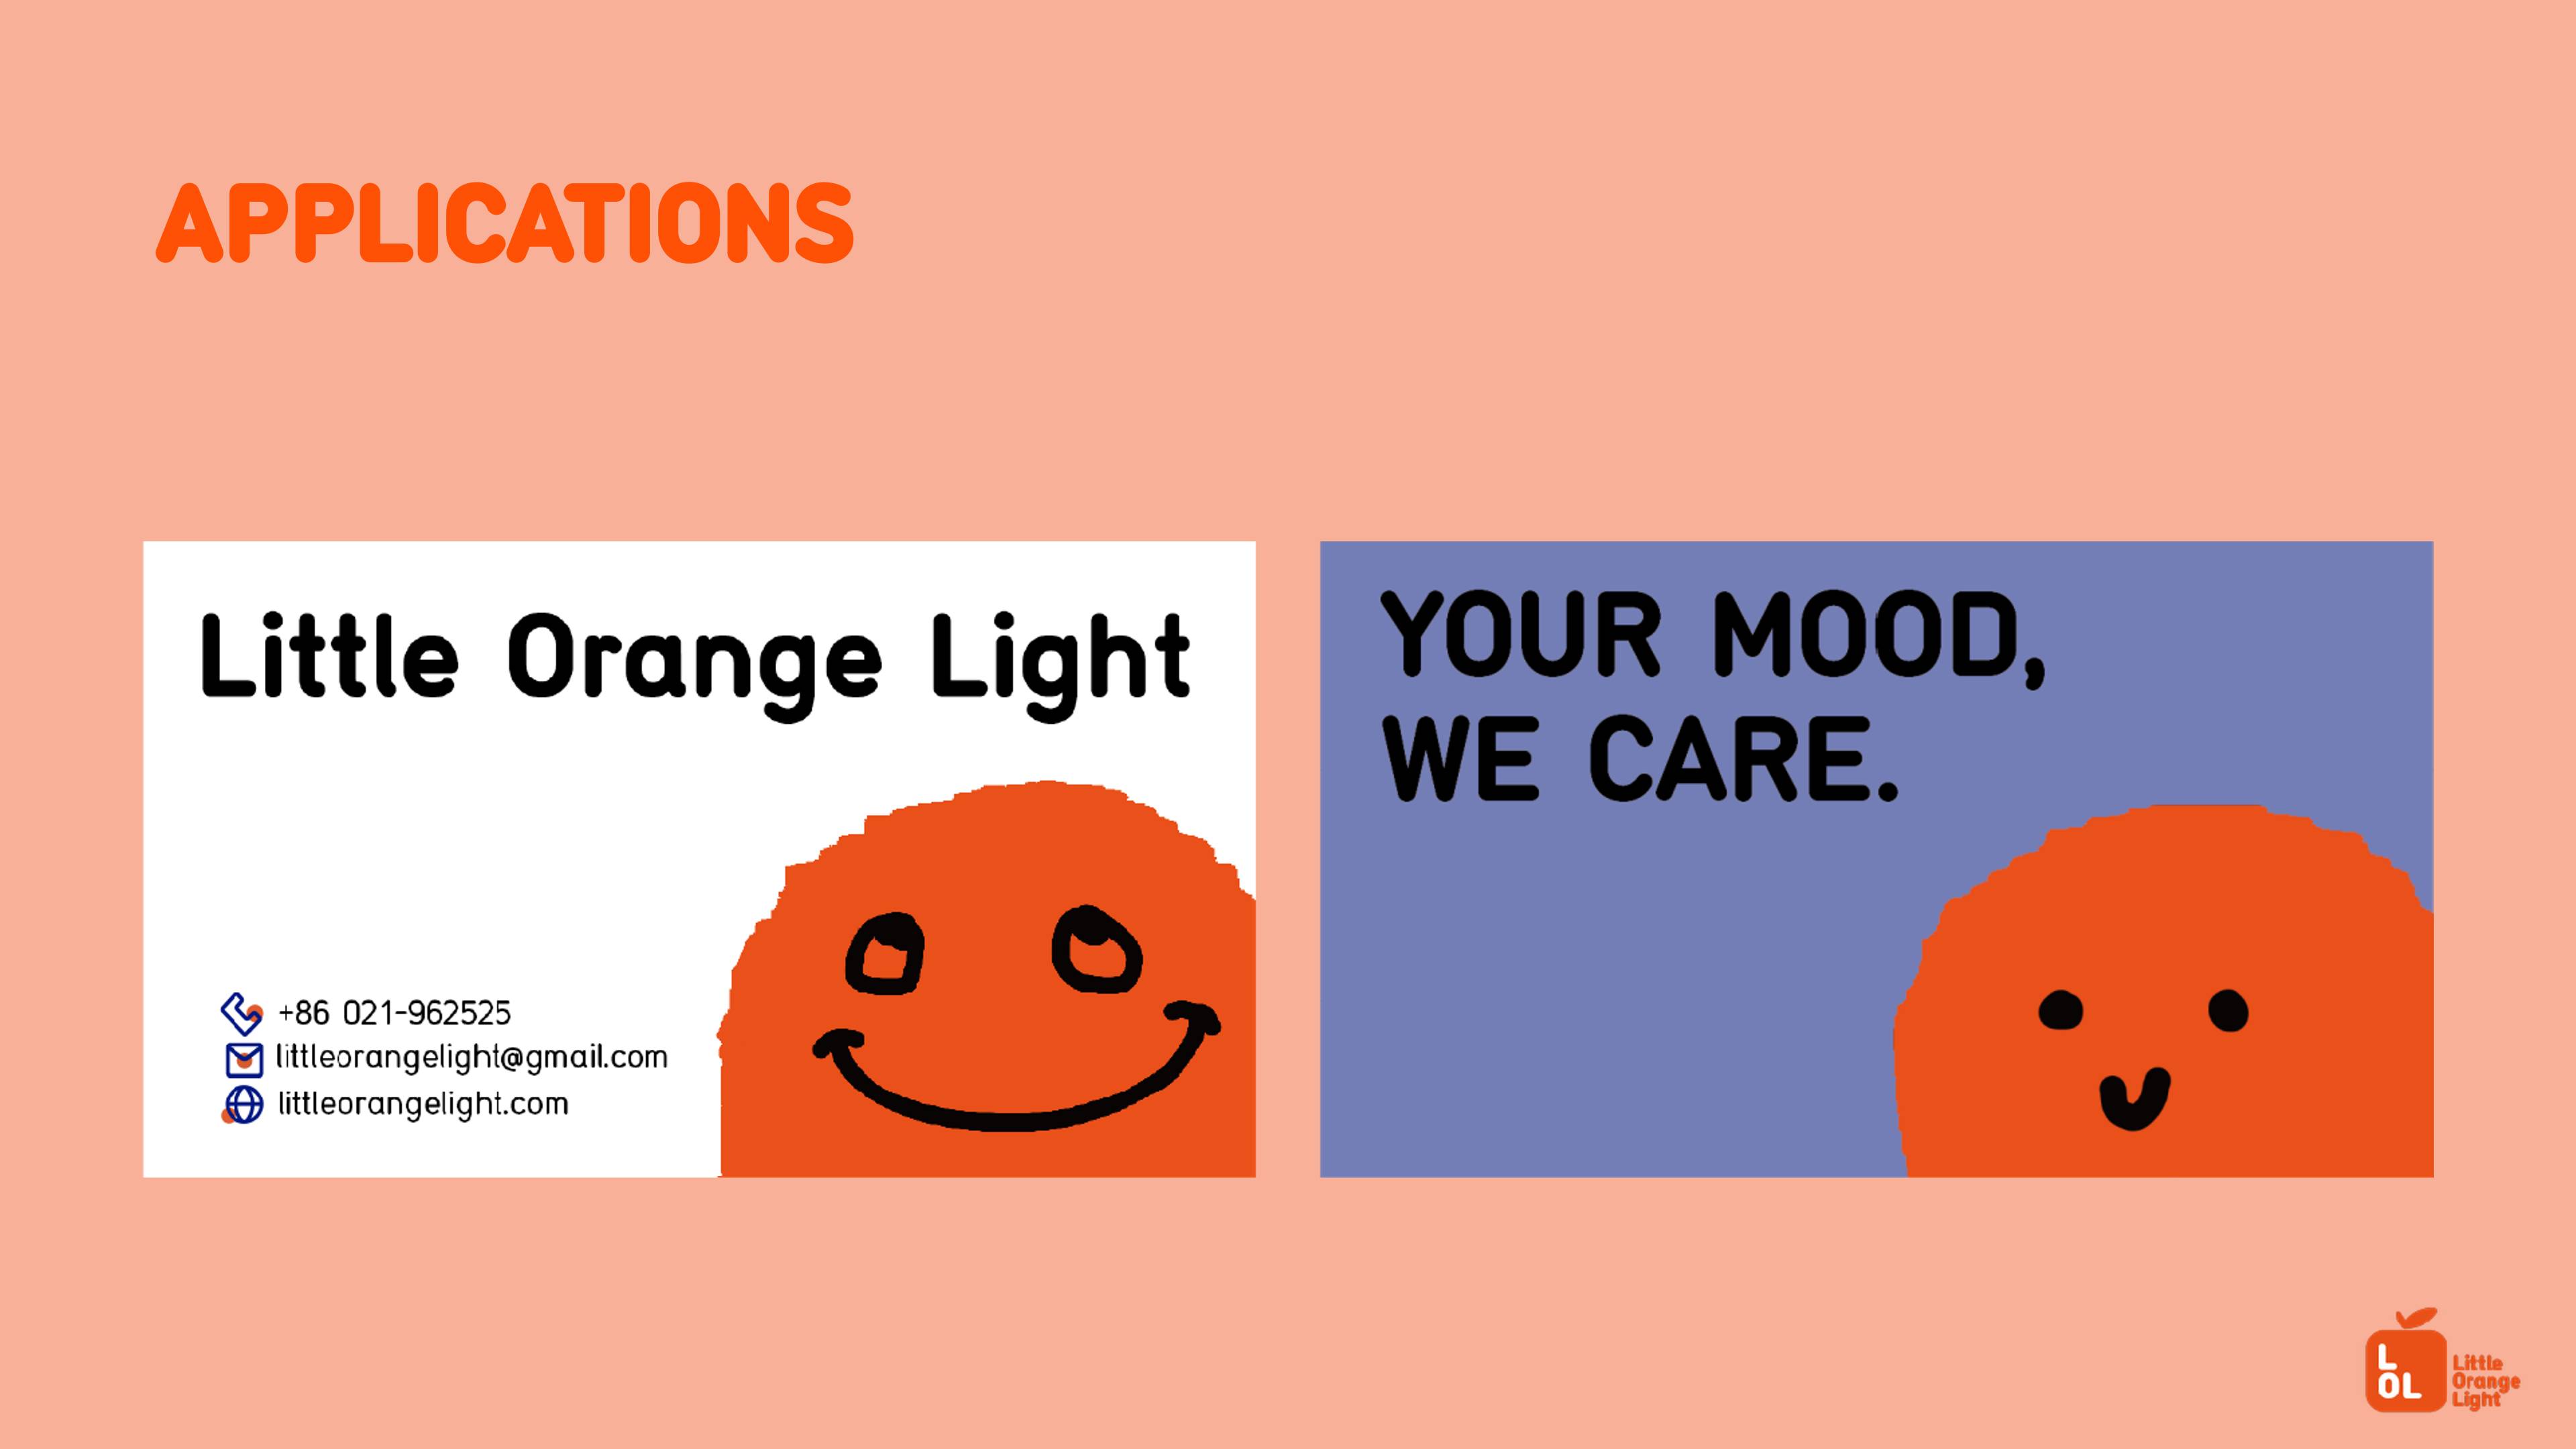 APPLICATIONS
Little Orange Light
+86 021-962525
littleorangelight@gmail.com
littleorangelight.com
YOUR MOOD,
WE CARE.
L
OL
Little
Orange
Light